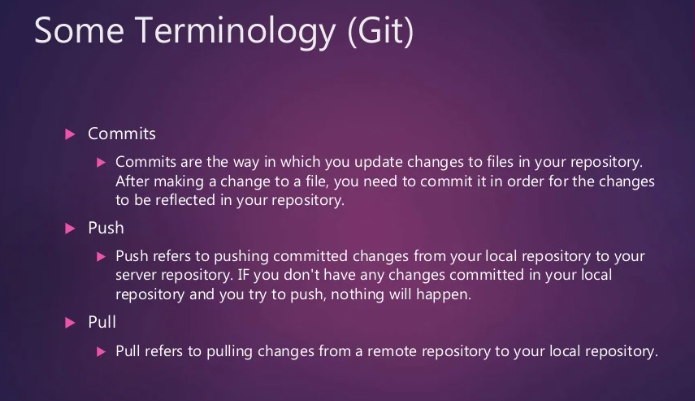 Some Terminology (Git)
Commits
Commits are the way in which you update changes to files in your repository.
After making a change to a file, you need to commit it in order for the changes
to be reflected in your repository.
Push
Push refers to pushing committed changes from your local repository to your
server repository. IF you don't have any changes committed in your local
repository and you try to push, nothing will happen.
Pull
Pull refers to pulling changes from a remote repository to your local repository.